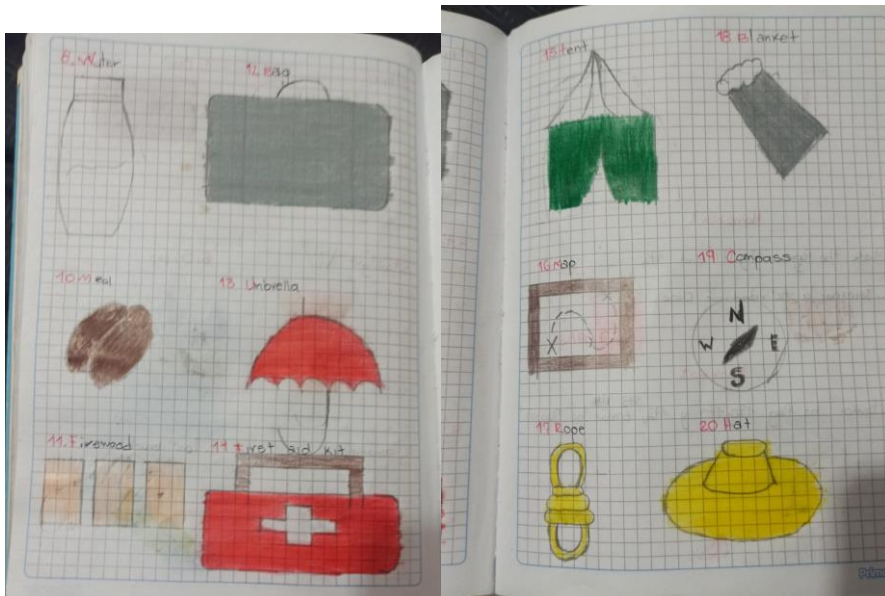 8. Water
12 Bag
10 Meal
13 Umbrella
11. Firewood
14 First aid kit
15 tent
18 Blanket
16 Map
N
W E
S
19 Compass
17 Rope
20 Hat